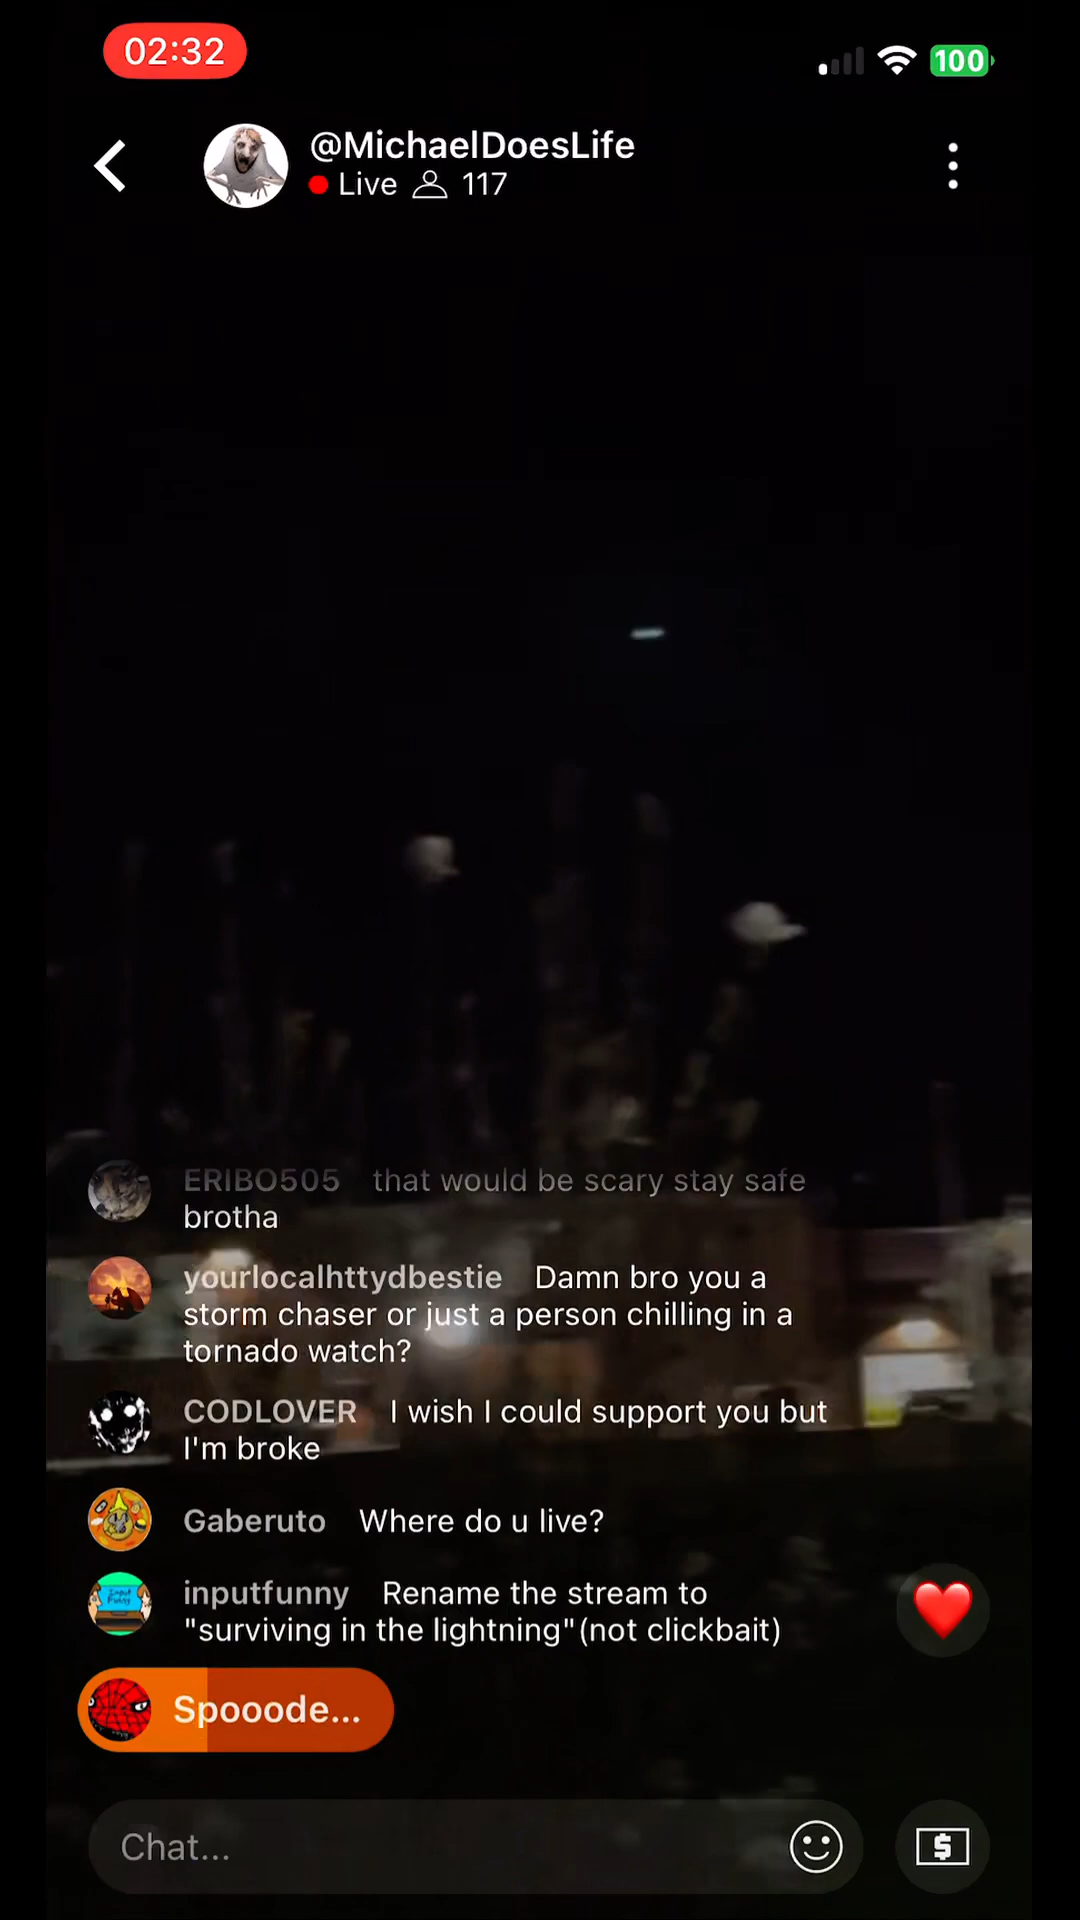 02:32
100
@MichaelDoesLife
Live 117
ERIBO505 that would be scary stay safe
brotha
yourlocalhttydbestie Damn bro you a
storm chaser or just a person chilling in a
tornado watch?
CODLOVER I wish I could support you but
I'm broke
Gaberuto Where do u live?
inputfunny Rename the stream to
"surviving in the lightning"(not clickbait)
Spooode...
Chat...
$